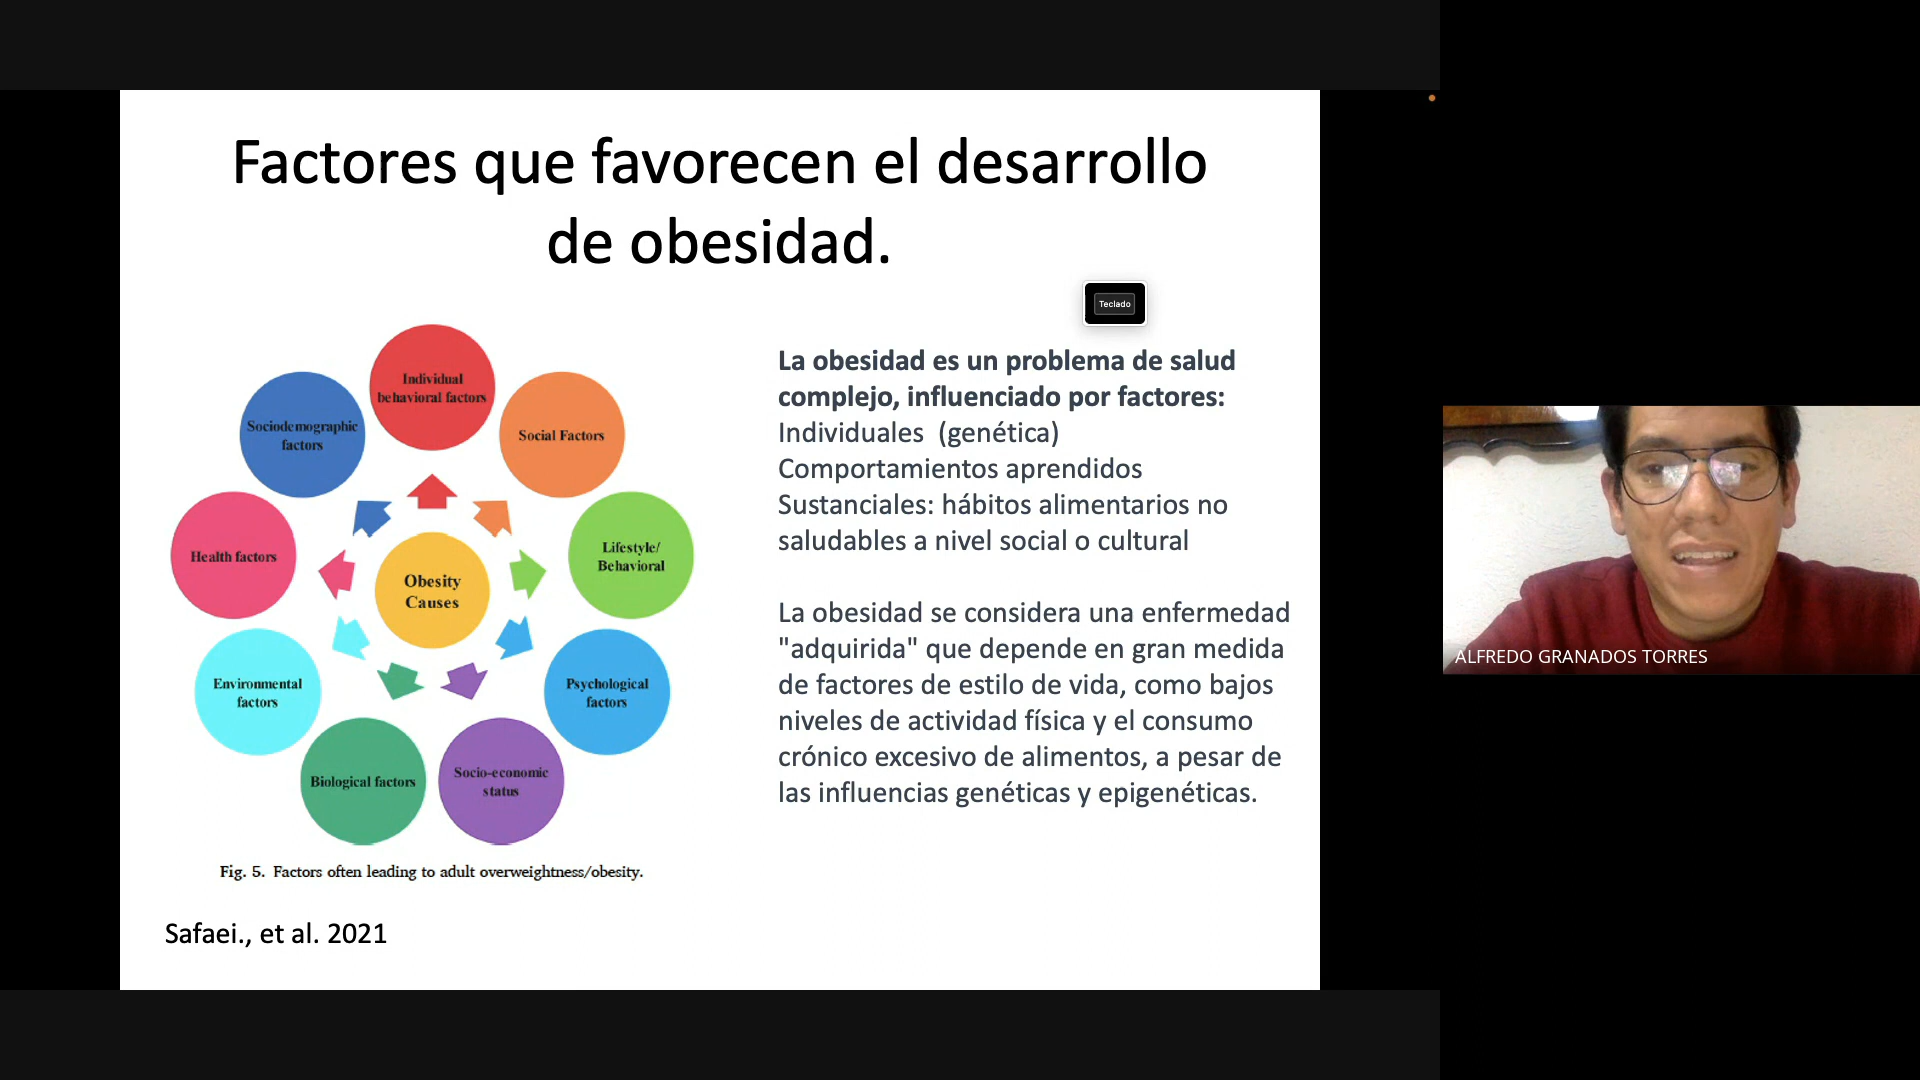 Factores que favorecen el desarrollo
de obesidad.
Teclado
Individual
behavioral factors
Sociodemographic
factors
Social Factors
Health factors
Lifestyle/
Behavioral
Obesity
Causes
Environmental
factors
Psychological
factors
Biological factors
Socio-economic
status
Fig. 5. Factors often leading to adult overweightness/obesity.
Safaei., et al. 2021
La obesidad es un problema de salud
complejo, influenciado por factores:
Individuales (genética)
Comportamientos aprendidos
Sustanciales: hábitos alimentarios no
saludables a nivel social o cultural
La obesidad se considera una enfermedad
"adquirida" que depende en gran medida
de factores de estilo de vida, como bajos
niveles de actividad física y el consumo
crónico excesivo de alimentos, a pesar de
las influencias genéticas y epigenéticas.
ALFREDO GRANADOS TORRES